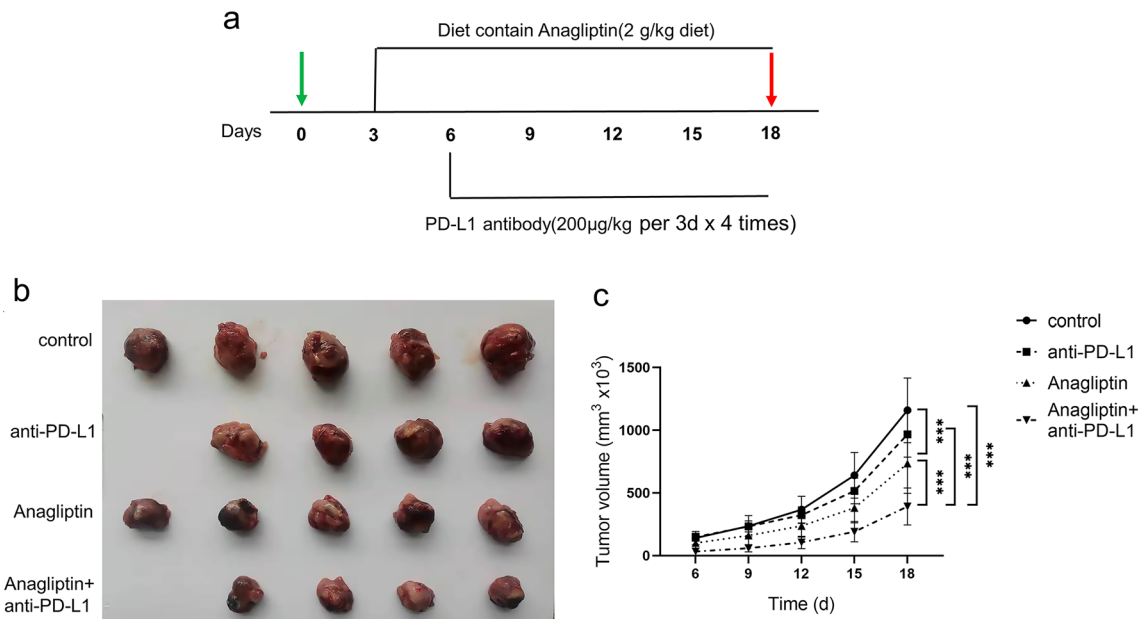 a
Diet contain Anagliptin(2 g/kg diet)
Days 0 3 6 9 12 15 18
PD-L1 antibody(200μg/kg per 3d x 4 times)
b
control
anti-PD-L1
Anagliptin
Anagliptin+
anti-PD-L1
c
control
anti-PD-L1
Anagliptin
Anagliptin+
anti-PD-L1
Tumor volume (mm³ x10³)
1500
1000
500
0
***
***
***
***
6 9 12 15 18
Time (d)